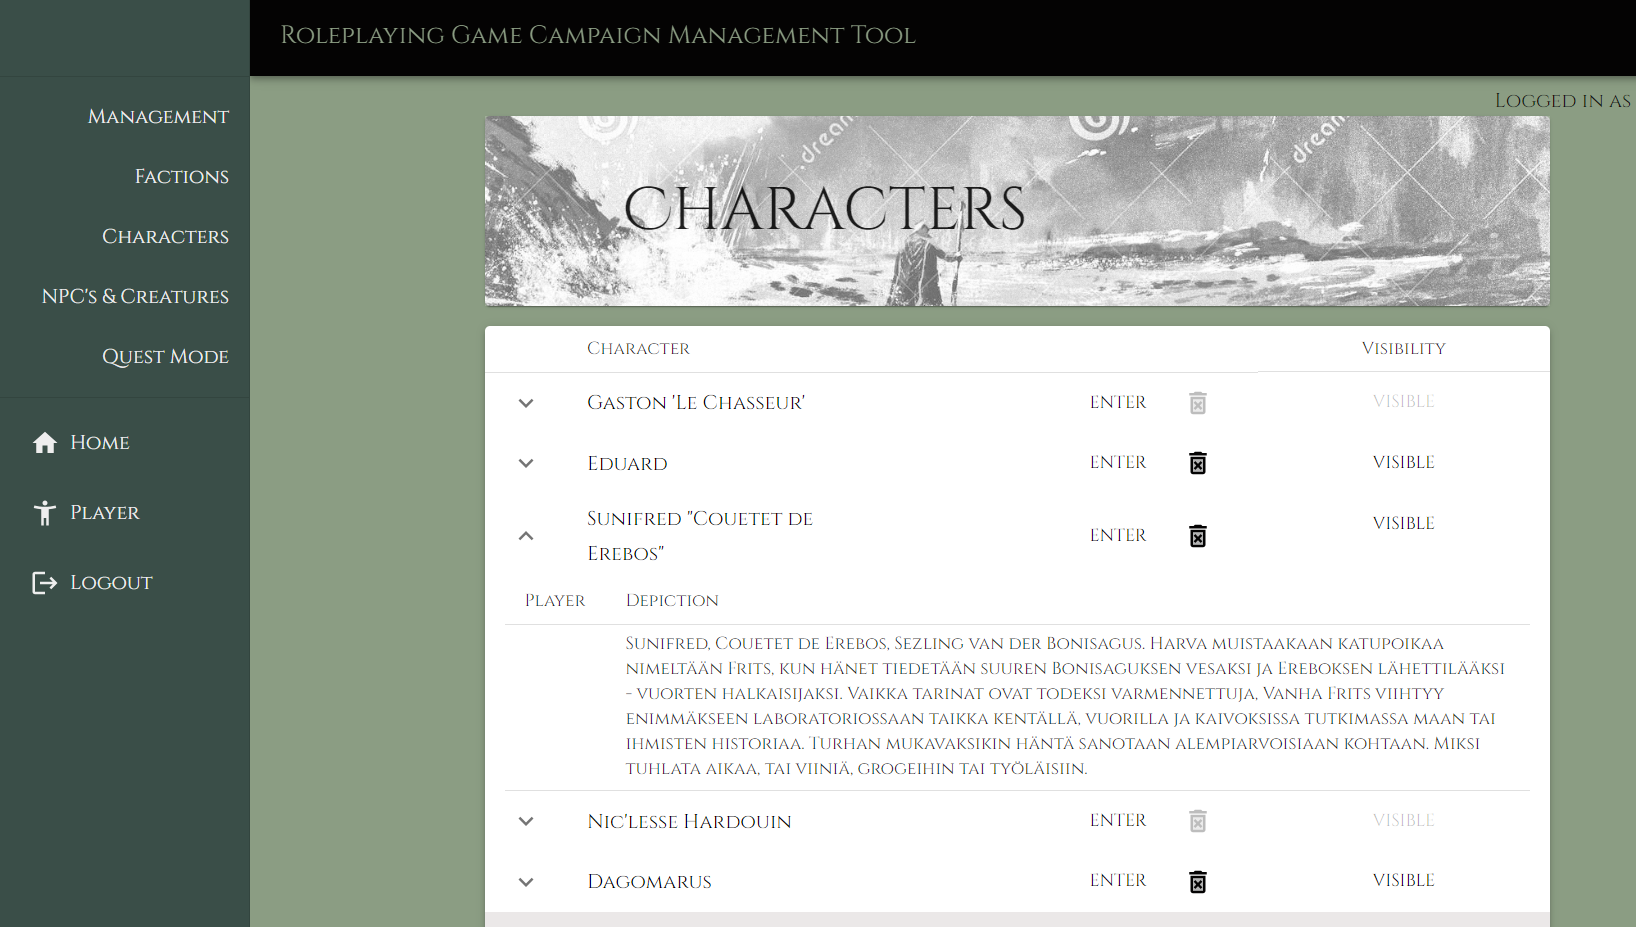 Roleplaying Game Campaign Management Tool
Logged in as
Management
Factions
Characters
NPC's & Creatures
Quest Mode
Home
Player
Logout
dream
dream
Characters
Character Visibility
Gaston 'Le Chasseur' ENTER VISIBLE
Eduard ENTER VISIBLE
Sunifred "Couetet de
Erebos" ENTER VISIBLE
Player Depiction
Sunifred, Couetet de Erebos, Sezling van der Bonisagus. Harva muistaakaan katupoikaa
nimeltään Frits, kun hänet tiedetään suuren Bonisaguksen vesaksi ja Ereboksen lähettilääksi
- vuorten halkaisijaksi. Vaikka tarinat ovat todeksi varmennettuja, Vanha Frits viihtyy
enimmäkseen laboratoriossaan taikka kentällä, vuorilla ja kaivoksissa tutkimassa maan tai
ihmisten historiaa. Turhan mukavaksikin häntä sanotaan alempiarvoisiaan kohtaan. Miksi
tuhlata aikaa, tai viiniä, grogeihin tai työläisiin.
Nic'lesse Hardouin ENTER VISIBLE
Dagomarus ENTER VISIBLE